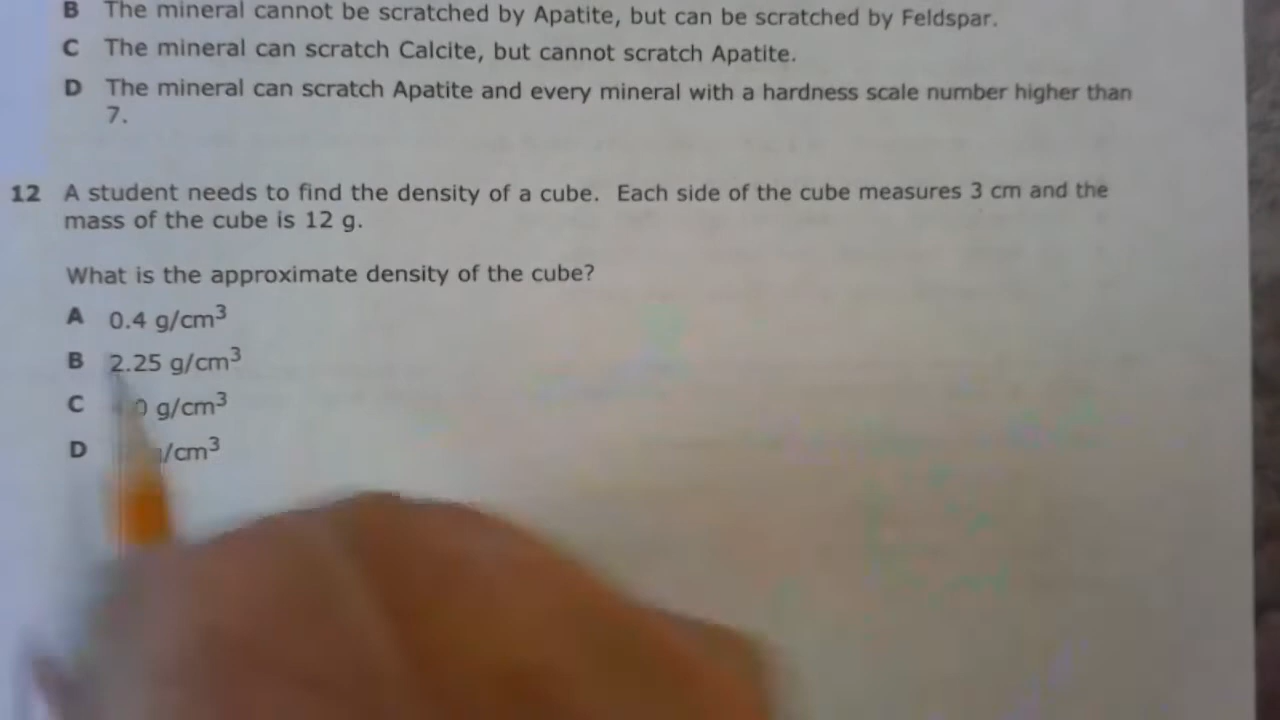 B The mineral cannot be scratched by Apatite, but can be scratched by Feldspar.
C The mineral can scratch Calcite, but cannot scratch Apatite.
D The mineral can scratch Apatite and every mineral with a hardness scale number higher than
7.
12 A student needs to find the density of a cube. Each side of the cube measures 3 cm and the
mass of the cube is 12 g.
What is the approximate density of the cube?
A 0.4 g/cm³
B 2.25 g/cm³
C 0 g/cm³
D /cm³